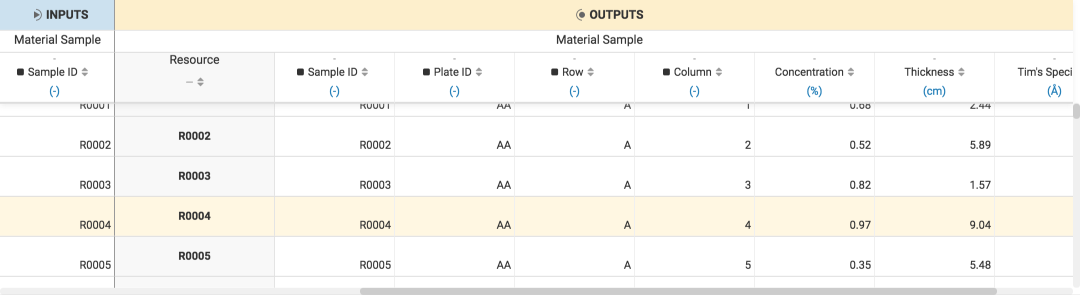 INPUTS OUTPUTS
Material Sample Material Sample
Resource
Sample ID Sample ID Plate ID Row Column Concentration Thickness Tim's Speci
(-) (-) (-) (-) (-) (%) (cm) (Å)
R0001 R0001 AA A 1 0.68 2.44
R0002
R0002 R0002 AA A 2 0.52 5.89
R0003
R0003 R0003 AA A 3 0.82 1.57
R0004
R0004 R0004 AA A 4 0.97 9.04
R0005
R0005 R0005 AA A 5 0.35 5.48